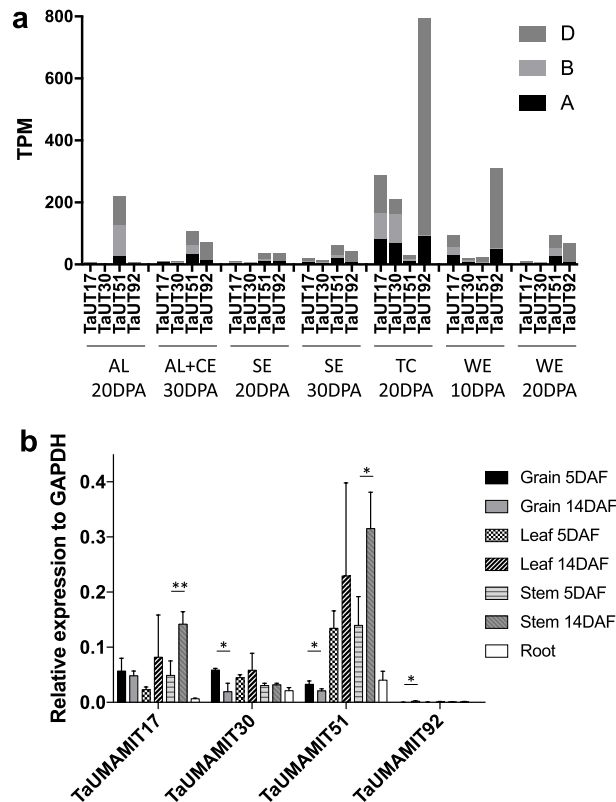 a
TPM
800
600
400
200
0
D
B
A
TaUT17 TaUT30 TaUT51 TaUT92 TaUT17 TaUT30 TaUT51 TaUT92 TaUT17 TaUT30 TaUT51 TaUT92 TaUT17 TaUT30 TaUT51 TaUT92 TaUT17 TaUT30 TaUT51 TaUT92 TaUT17 TaUT30 TaUT51 TaUT92 TaUT17 TaUT30 TaUT51 TaUT92
AL AL+CE SE SE TC WE WE
20DPA 30DPA 20DPA 30DPA 20DPA 10DPA 20DPA
b
Relative expression to GAPDH
0.4
0.3
0.2
0.1
0.0
** * * * *
Grain 5DAF
Grain 14DAF
Leaf 5DAF
Leaf 14DAF
Stem 5DAF
Stem 14DAF
Root
TaUMAMIT17 TaUMAMIT30 TaUMAMIT51 TaUMAMIT92